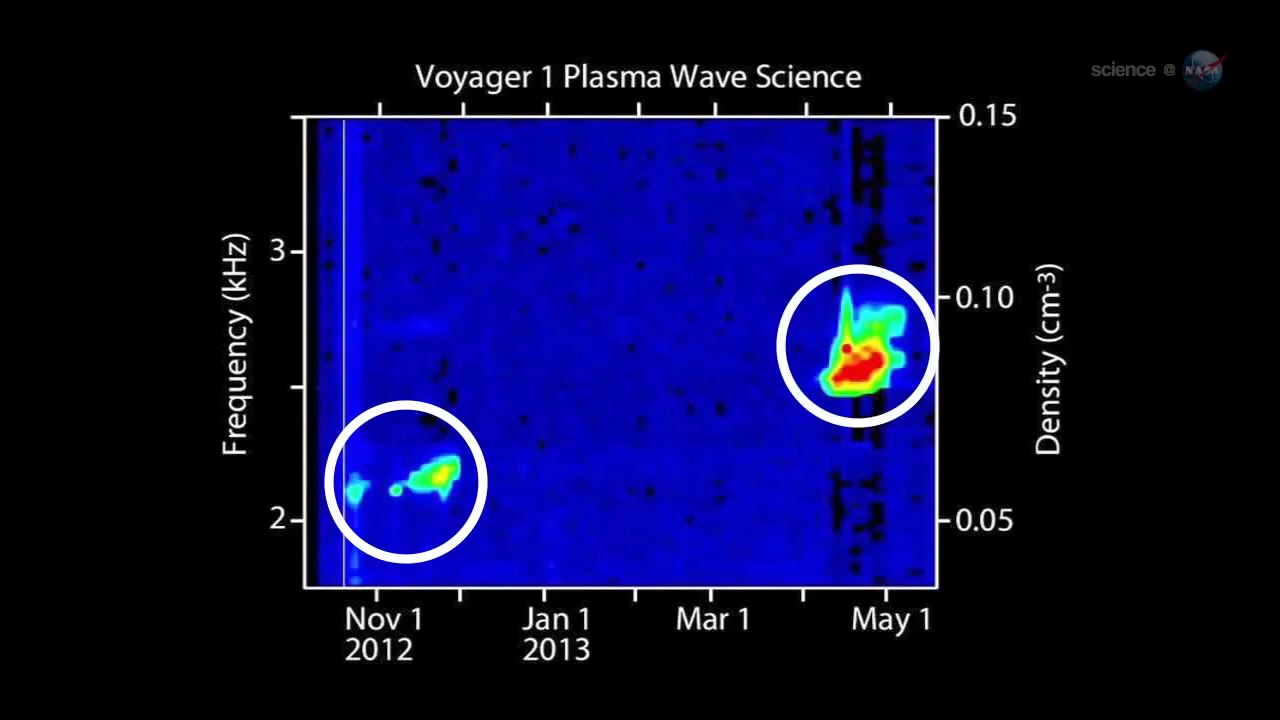 science @ NASA
Voyager 1 Plasma Wave Science
0.15
3
0.10
Frequency (kHz)
Density (cm-3)
2
0.05
Nov 1 Jan 1 Mar 1 May 1
2012 2013